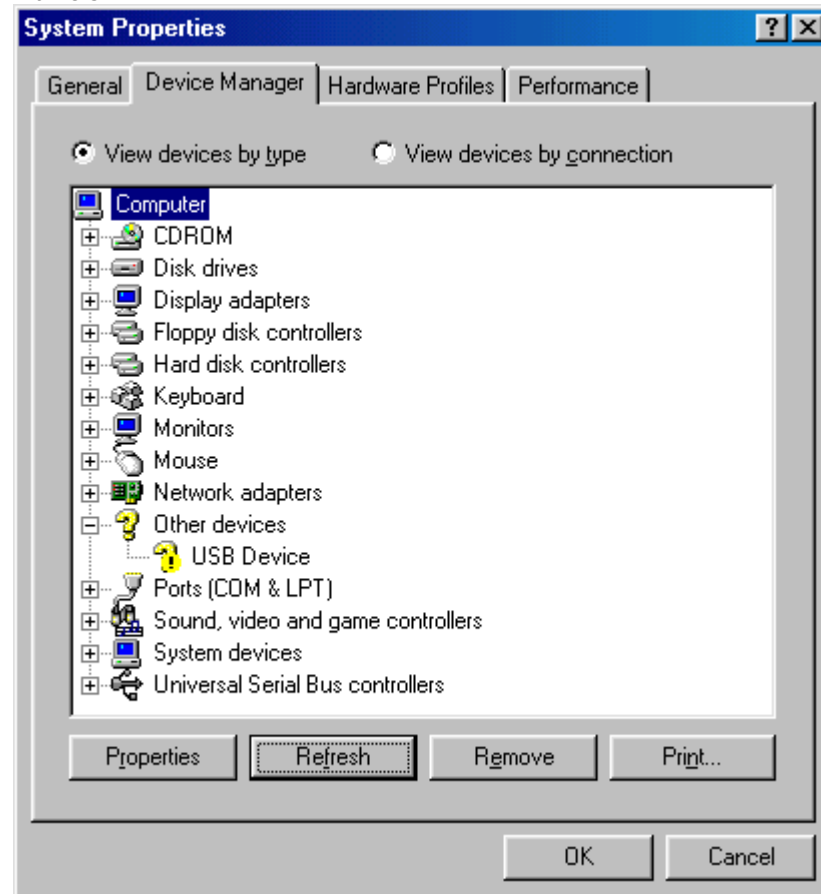 System Properties
General Device Manager Hardware Profiles Performance
View devices by type View devices by connection
Computer
CDROM
Disk drives
Display adapters
Floppy disk controllers
Hard disk controllers
Keyboard
Monitors
Mouse
Network adapters
Other devices
USB Device
Ports (COM & LPT)
Sound, video and game controllers
System devices
Universal Serial Bus controllers
Properties Refresh Remove Print...
OK Cancel